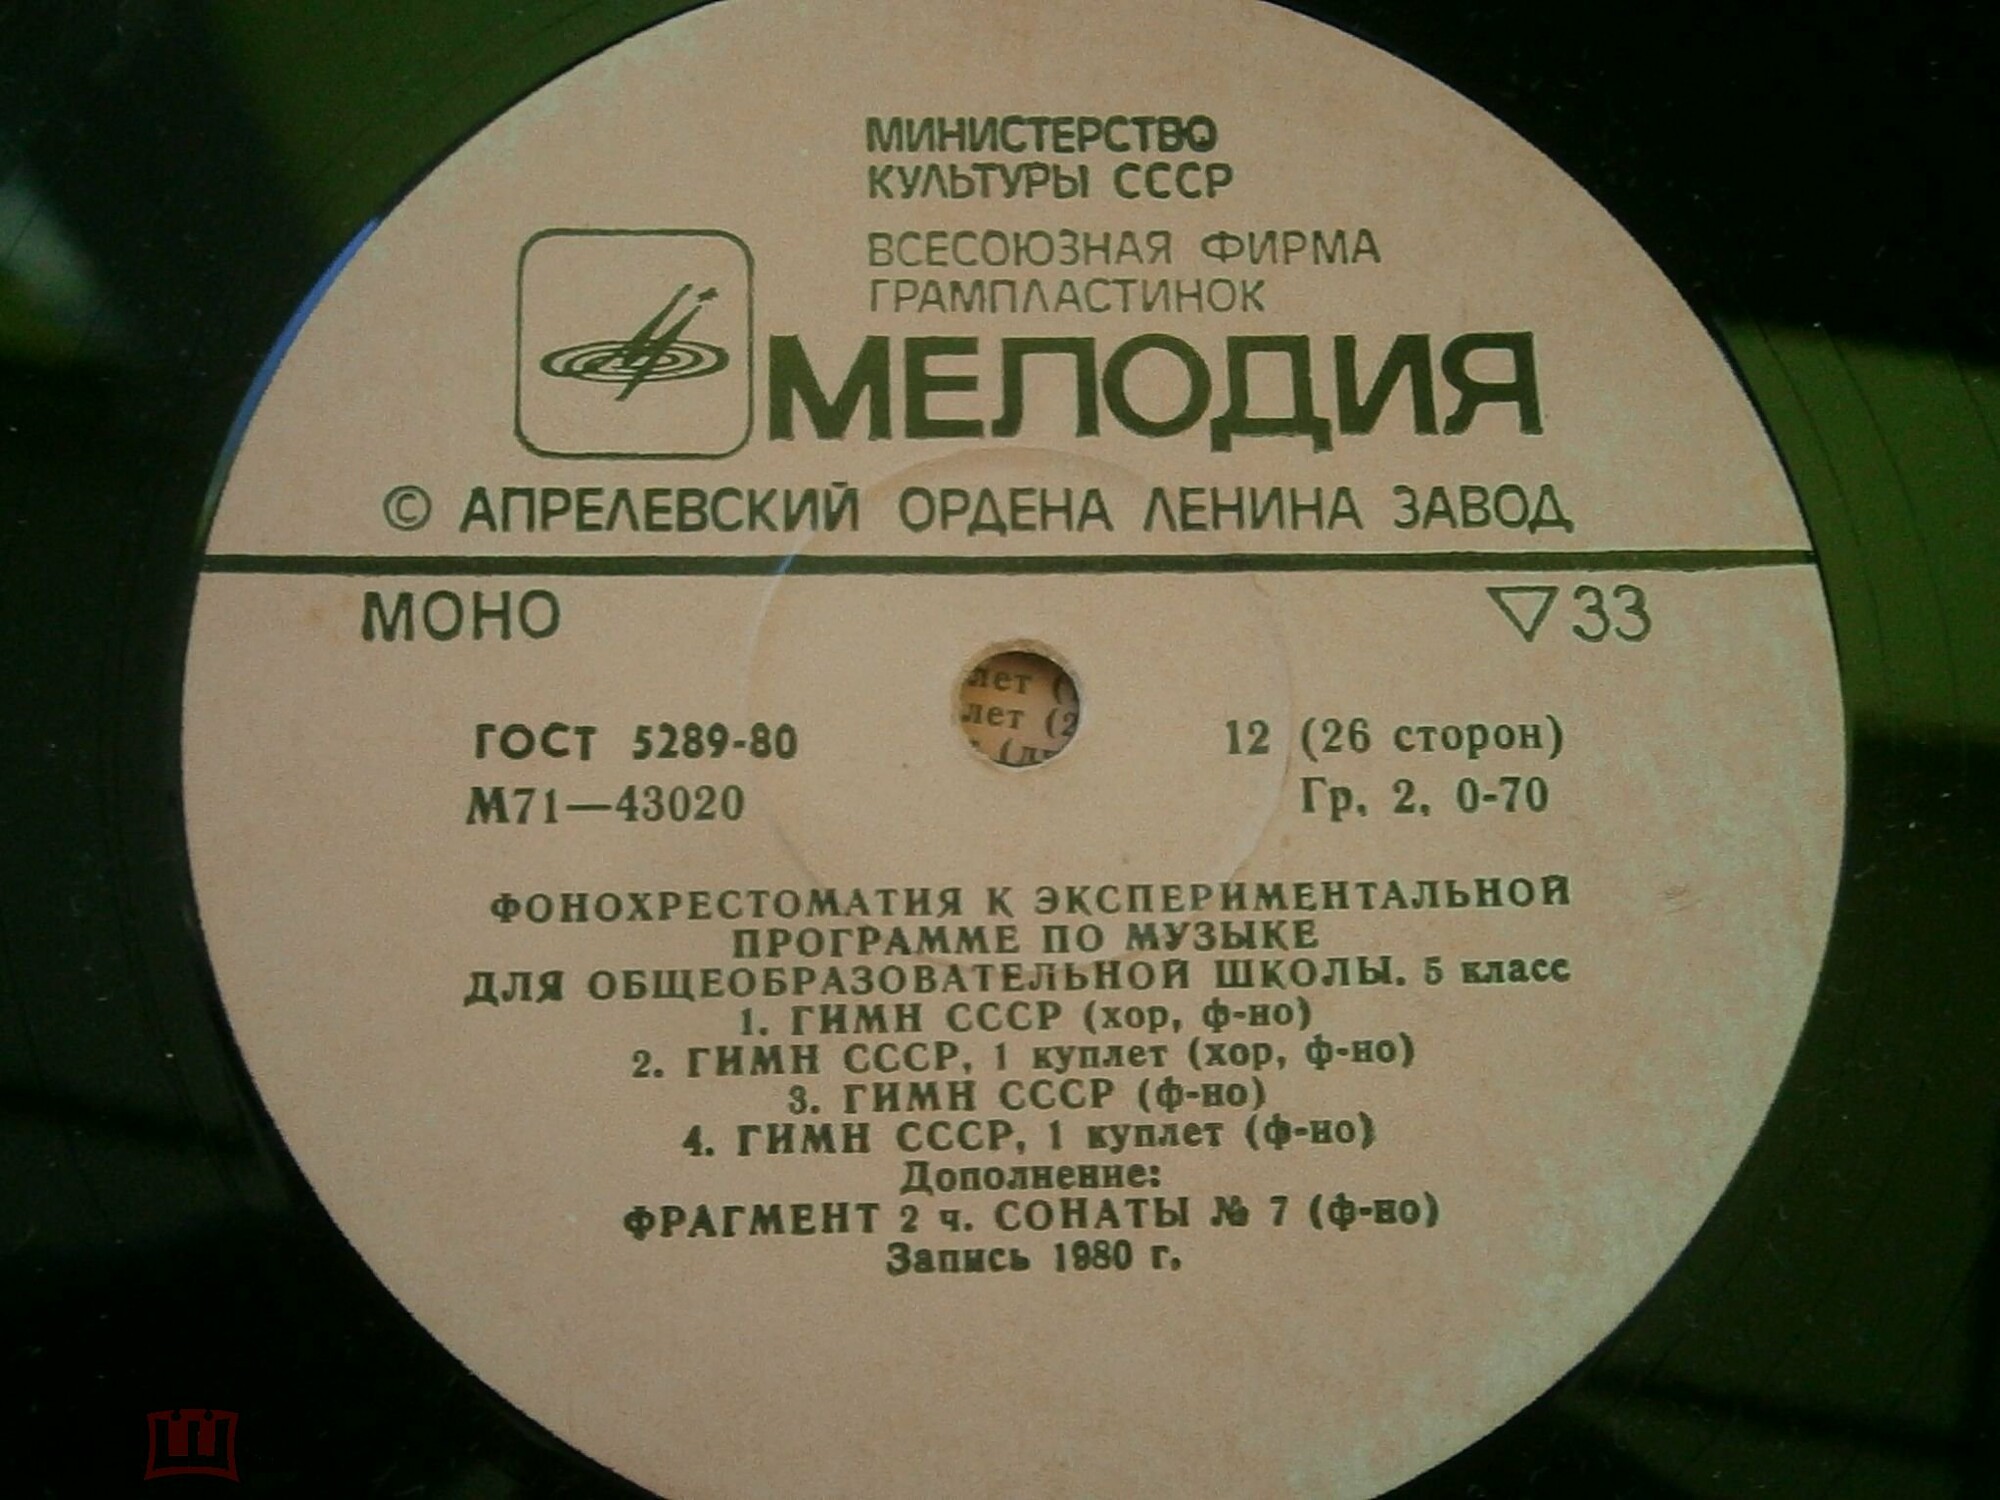 МИНИСТЕРСТВО
КУЛЬТУРЫ СССР
ВСЕСОЮЗНАЯ ФИРМА
ГРАМПЛАСТИНОК
МЕЛОДИЯ
© АПРЕЛЕВСКИЙ ОРДЕНА ЛЕНИНА ЗАВОД
МОНО
▽33
лет (
лет (2
ГОСТ 5289-80
12 (26 сторон)
М71—43020
Гр. 2. 0-70
ФОНОХРЕСТОМАТИЯ К ЭКСПЕРИМЕНТАЛЬНОЙ
ПРОГРАММЕ ПО МУЗЫКЕ
ДЛЯ ОБЩЕОБРАЗОВАТЕЛЬНОЙ ШКОЛЫ. 5 класс
1. ГИМН СССР (хор, ф-но)
2. ГИМН СССР, 1 куплет (хор, ф-но)
3. ГИМН СССР (ф-но)
4. ГИМН СССР, 1 куплет (ф-но)
Дополнение:
ФРАГМЕНТ 2 ч. СОНАТЫ № 7 (ф-но)
Запись 1980 г.